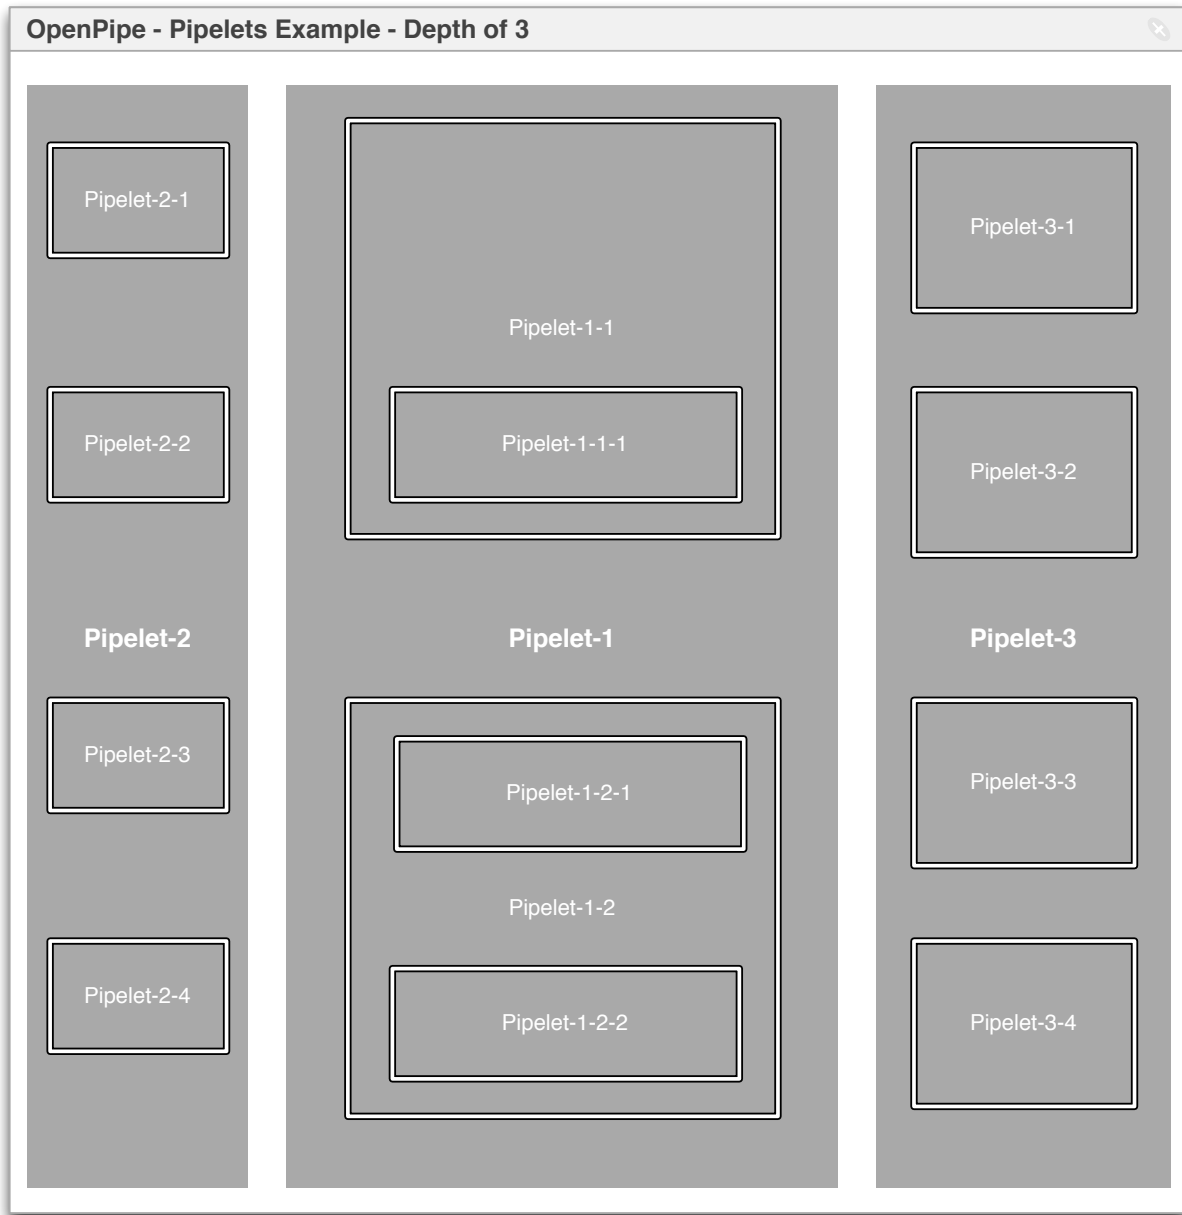 OpenPipe - Pipelets Example - Depth of 3
Pipelet-2-1
Pipelet-2-2
Pipelet-2
Pipelet-2-3
Pipelet-2-4
Pipelet-1-1
Pipelet-1-1-1
Pipelet-1
Pipelet-1-2-1
Pipelet-1-2
Pipelet-1-2-2
Pipelet-3-1
Pipelet-3-2
Pipelet-3
Pipelet-3-3
Pipelet-3-4